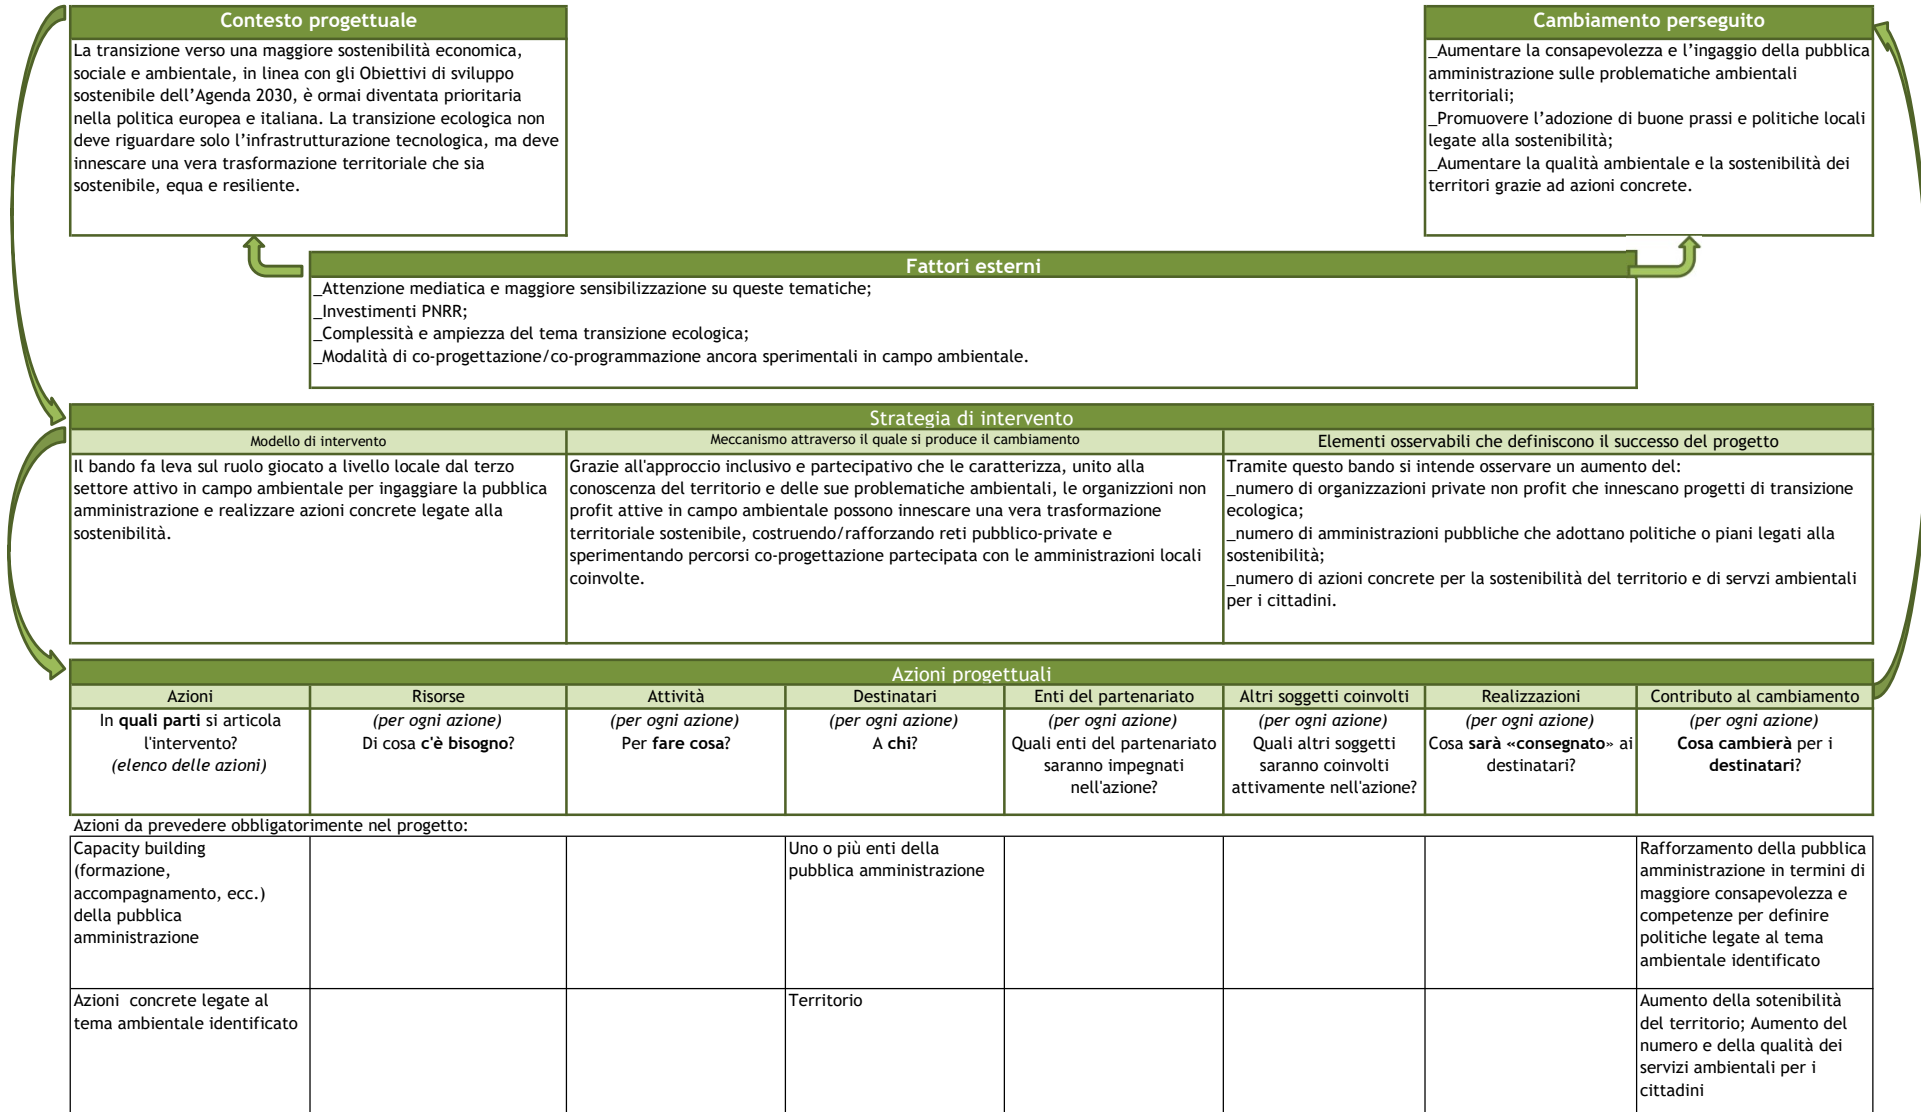 Contesto progettuale
La transizione verso una maggiore sostenibilità economica,
sociale e ambientale, in linea con gli Obiettivi di sviluppo
sostenibile dell’Agenda 2030, è ormai diventata prioritaria
nella politica europea e italiana. La transizione ecologica non
deve riguardare solo l’infrastrutturazione tecnologica, ma deve
innescare una vera trasformazione territoriale che sia
sostenibile, equa e resiliente.
Cambiamento perseguito
_Aumentare la consapevolezza e l’ingaggio della pubblica
amministrazione sulle problematiche ambientali
territoriali;
_Promuovere l’adozione di buone prassi e politiche locali
legate alla sostenibilità;
_Aumentare la qualità ambientale e la sostenibilità dei
territori grazie ad azioni concrete.
Fattori esterni
_Attenzione mediatica e maggiore sensibilizzazione su queste tematiche;
_Investimenti PNRR;
_Complessità e ampiezza del tema transizione ecologica;
_Modalità di co-progettazione/co-programmazione ancora sperimentali in campo ambientale.
Strategia di intervento
Modello di intervento
Il bando fa leva sul ruolo giocato a livello locale dal terzo
settore attivo in campo ambientale per ingaggiare la pubblica
amministrazione e realizzare azioni concrete legate alla
sostenibilità.
Meccanismo attraverso il quale si produce il cambiamento
Grazie all'approccio inclusivo e partecipativo che le caratterizza, unito alla
conoscenza del territorio e delle sue problematiche ambientali, le organizzioni non
profit attive in campo ambientale possono innescare una vera trasformazione
territoriale sostenibile, costruendo/rafforzando reti pubblico-private e
sperimentando percorsi co-progettazione partecipata con le amministrazioni locali
coinvolte.
Elementi osservabili che definiscono il successo del progetto
Tramite questo bando si intende osservare un aumento del:
_numero di organizzazioni private non profit che innescano progetti di transizione
ecologica;
_numero di amministrazioni pubbliche che adottano politiche o piani legati alla
sostenibilità;
_numero di azioni concrete per la sostenibilità del territorio e di servzi ambientali
per i cittadini.
Azioni progettuali
Azioni
In quali parti si articola
l'intervento?
(elenco delle azioni)
Risorse
(per ogni azione)
Di cosa c'è bisogno?
Attività
(per ogni azione)
Per fare cosa?
Destinatari
(per ogni azione)
A chi?
Enti del partenariato
(per ogni azione)
Quali enti del partenariato
saranno impegnati
nell'azione?
Altri soggetti coinvolti
(per ogni azione)
Quali altri soggetti
saranno coinvolti
attivamente nell'azione?
Realizzazioni
(per ogni azione)
Cosa sarà «consegnato» ai
destinatari?
Contributo al cambiamento
(per ogni azione)
Cosa cambierà per i
destinatari?
Azioni da prevedere obbligatorimente nel progetto:
Capacity building
(formazione,
accompagnamento, ecc.)
della pubblica
amministrazione
Uno o più enti della
pubblica amministrazione
Rafforzamento della pubblica
amministrazione in termini di
maggiore consapevolezza e
competenze per definire
politiche legate al tema
ambientale identificato
Azioni  concrete legate al
tema ambientale identificato
Territorio
Aumento della sotenibilità
del territorio; Aumento del
numero e della qualità dei
servizi ambientali per i
cittadini